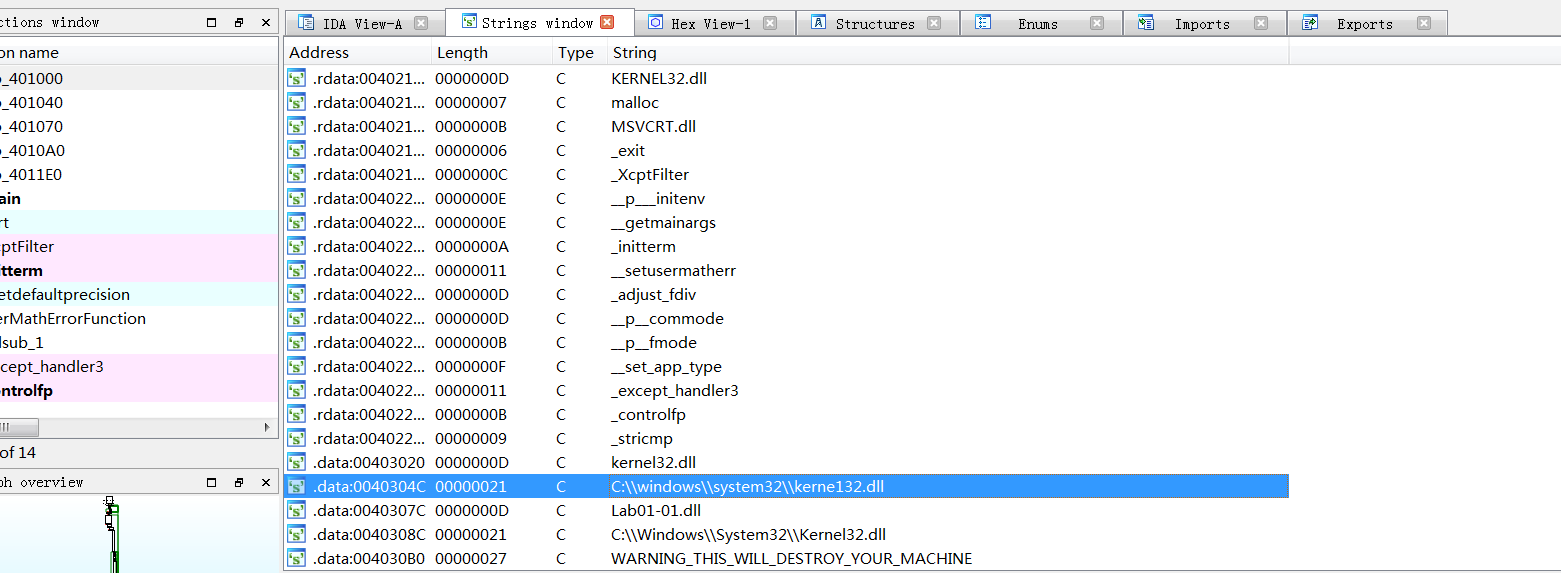 ctions window
IDA View-A Strings window Hex View-1 Structures Enums Imports Exports
on name
Address Length Type String
o_401000
o_401040
o_401070
o_4010A0
o_4011E0
ain
rt
cptFilter
itterm
etdefaultprecision
erMathErrorFunction
lsub_1
xcept_handler3
ontrolfp
of 14
ph overview
.rdata:004021... 0000000D C KERNEL32.dll
.rdata:004021... 00000007 C malloc
.rdata:004021... 0000000B C MSVCRT.dll
.rdata:004021... 00000006 C _exit
.rdata:004021... 0000000C C _XcptFilter
.rdata:004022... 0000000E C __p___initenv
.rdata:004022... 0000000E C __getmainargs
.rdata:004022... 0000000A C _initterm
.rdata:004022... 00000011 C __setusermatherr
.rdata:004022... 0000000D C _adjust_fdiv
.rdata:004022... 0000000D C __p__commode
.rdata:004022... 0000000B C __p__fmode
.rdata:004022... 0000000F C __set_app_type
.rdata:004022... 00000011 C _except_handler3
.rdata:004022... 0000000B C _controlfp
.rdata:004022... 00000009 C _stricmp
.data:00403020 0000000D C kernel32.dll
.data:0040304C 00000021 C C:\\windows\\system32\\kerne132.dll
.data:0040307C 0000000D C Lab01-01.dll
.data:0040308C 00000021 C C:\\Windows\\System32\\Kernel32.dll
.data:004030B0 00000027 C WARNING_THIS_WILL_DESTROY_YOUR_MACHINE